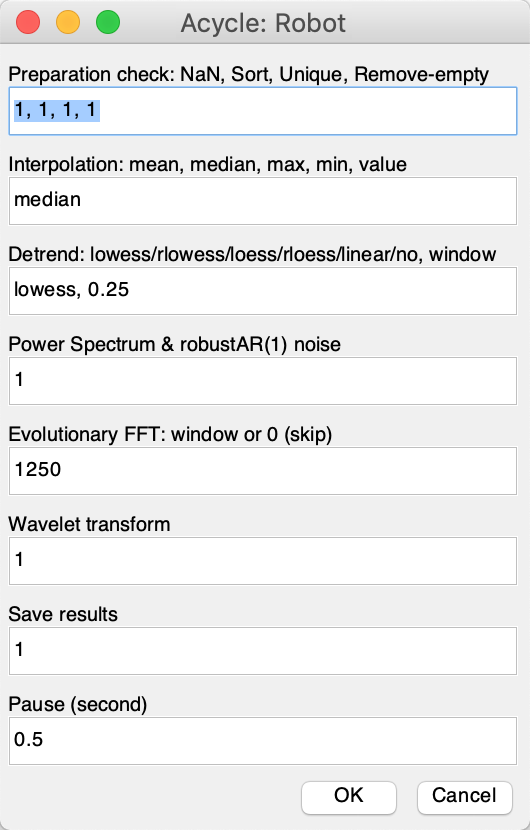 Acycle: Robot
Preparation check: NaN, Sort, Unique, Remove-empty
1, 1, 1, 1
Interpolation: mean, median, max, min, value
median
Detrend: lowess/rlowess/loess/rloess/linear/no, window
lowess, 0.25
Power Spectrum & robustAR(1) noise
1
Evolutionary FFT: window or 0 (skip)
1250
Wavelet transform
1
Save results
1
Pause (second)
0.5
OK Cancel